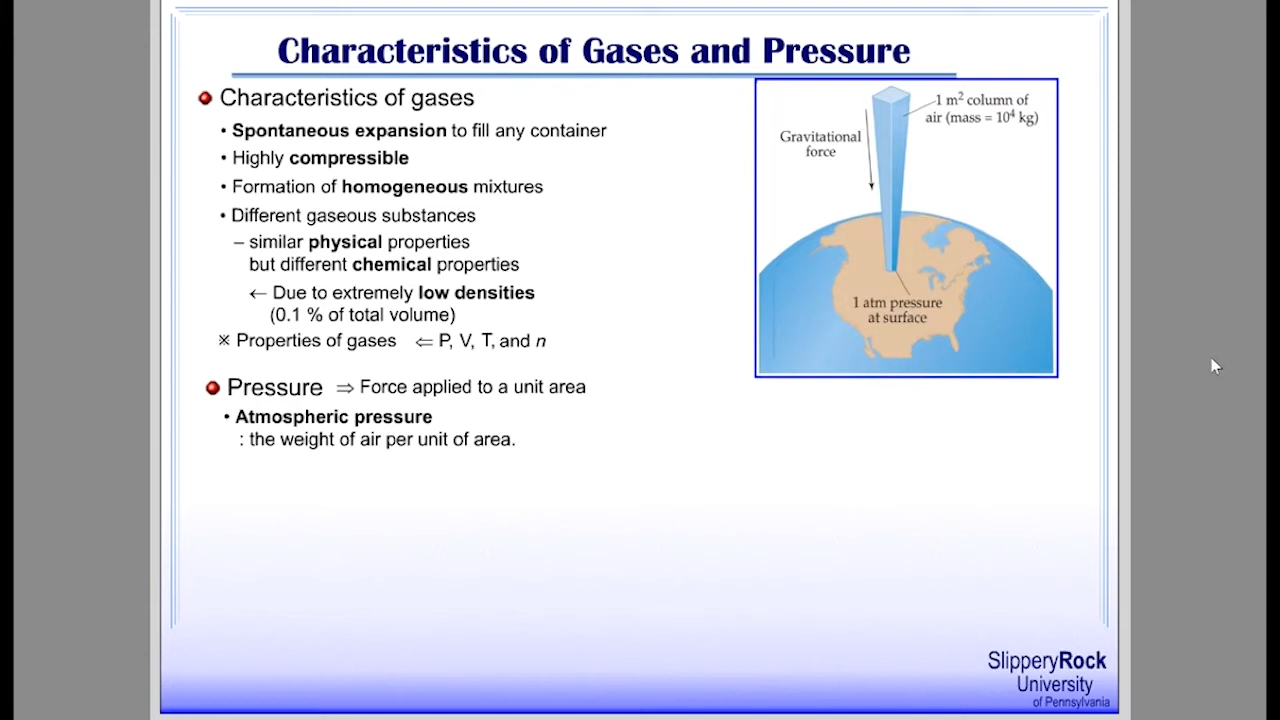 Characteristics of Gases and Pressure
Characteristics of gases
• Spontaneous expansion to fill any container
• Highly compressible
• Formation of homogeneous mixtures
• Different gaseous substances
– similar physical properties
but different chemical properties
← Due to extremely low densities
(0.1 % of total volume)
※ Properties of gases ⇐ P, V, T, and n
Pressure ⇒ Force applied to a unit area
• Atmospheric pressure
: the weight of air per unit of area.
1 m² column of
air (mass = 10⁴ kg)
Gravitational
force
1 atm pressure
at surface
SlipperyRock
University
of Pennsylvania